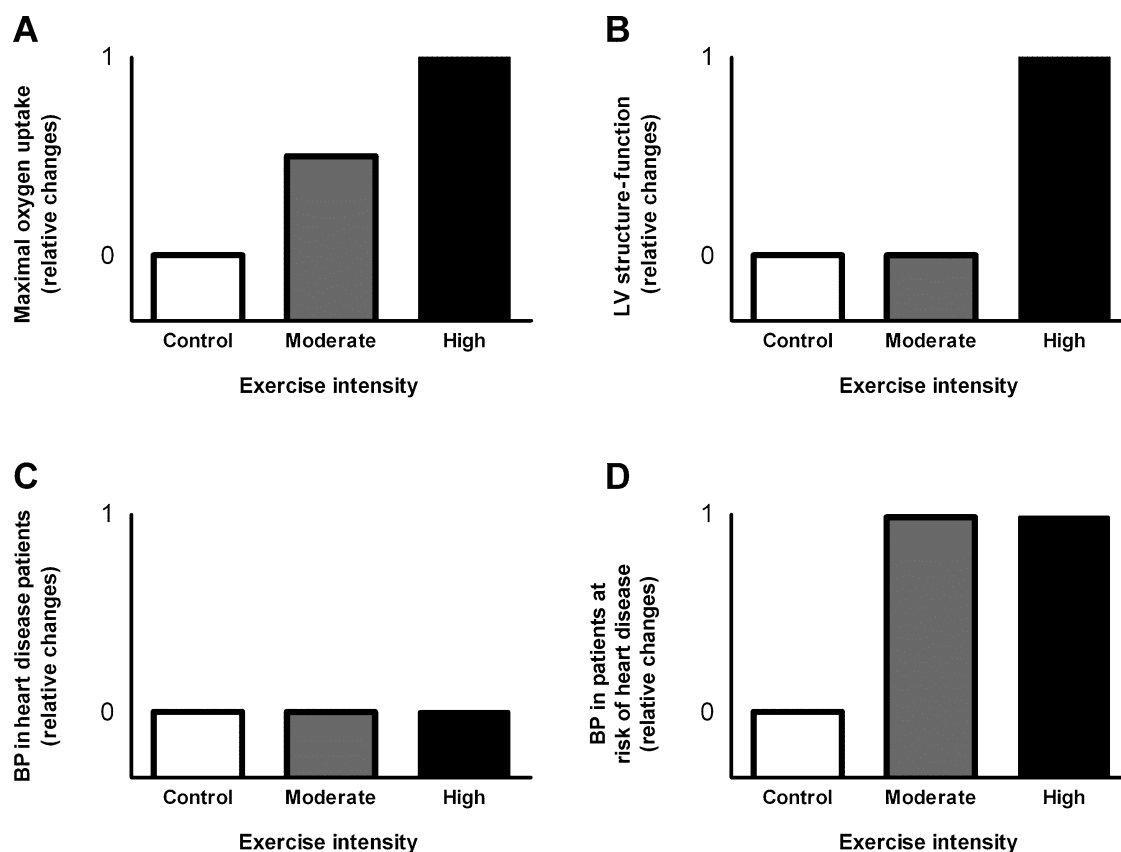 A
Maximal oxygen uptake
(relative changes)
1
0
Control Moderate High
Exercise intensity
B
LV structure-function
(relative changes)
1
0
Control Moderate High
Exercise intensity
C
BP in heart disease patients
(relative changes)
1
0
Control Moderate High
Exercise intensity
D
BP in patients at
risk of heart disease
(relative changes)
1
0
Control Moderate High
Exercise intensity